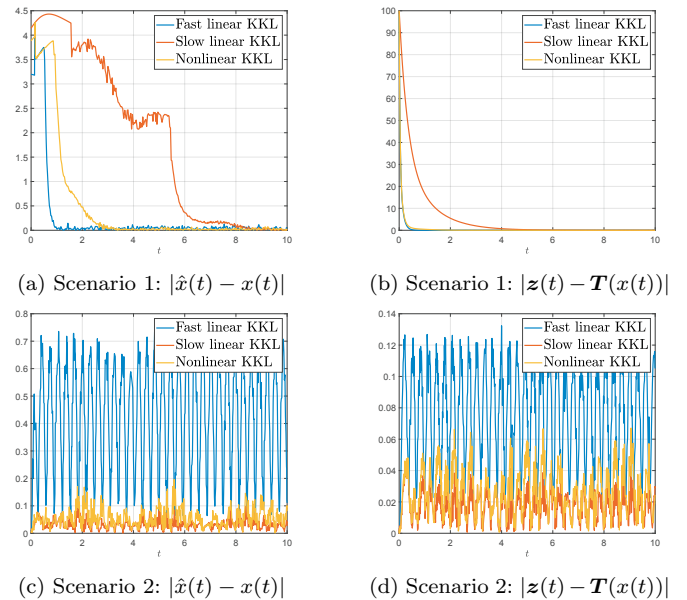 4.5
4
3.5
3
2.5
2
1.5
1
0.5
0
0 2 4 6 8 10
t
Fast linear KKL
Slow linear KKL
Nonlinear KKL
100
90
80
70
60
50
40
30
20
10
0
0 2 4 6 8 10
t
Fast linear KKL
Slow linear KKL
Nonlinear KKL
(a) Scenario 1: |x̂(t) − x(t)|
(b) Scenario 1: |z(t) − T(x(t))|
0.8
0.7
0.6
0.5
0.4
0.3
0.2
0.1
0
0 2 4 6 8 10
t
Fast linear KKL
Slow linear KKL
Nonlinear KKL
0.14
0.12
0.1
0.08
0.06
0.04
0.02
0
0 2 4 6 8 10
t
Fast linear KKL
Slow linear KKL
Nonlinear KKL
(c) Scenario 2: |x̂(t) − x(t)|
(d) Scenario 2: |z(t) − T(x(t))|